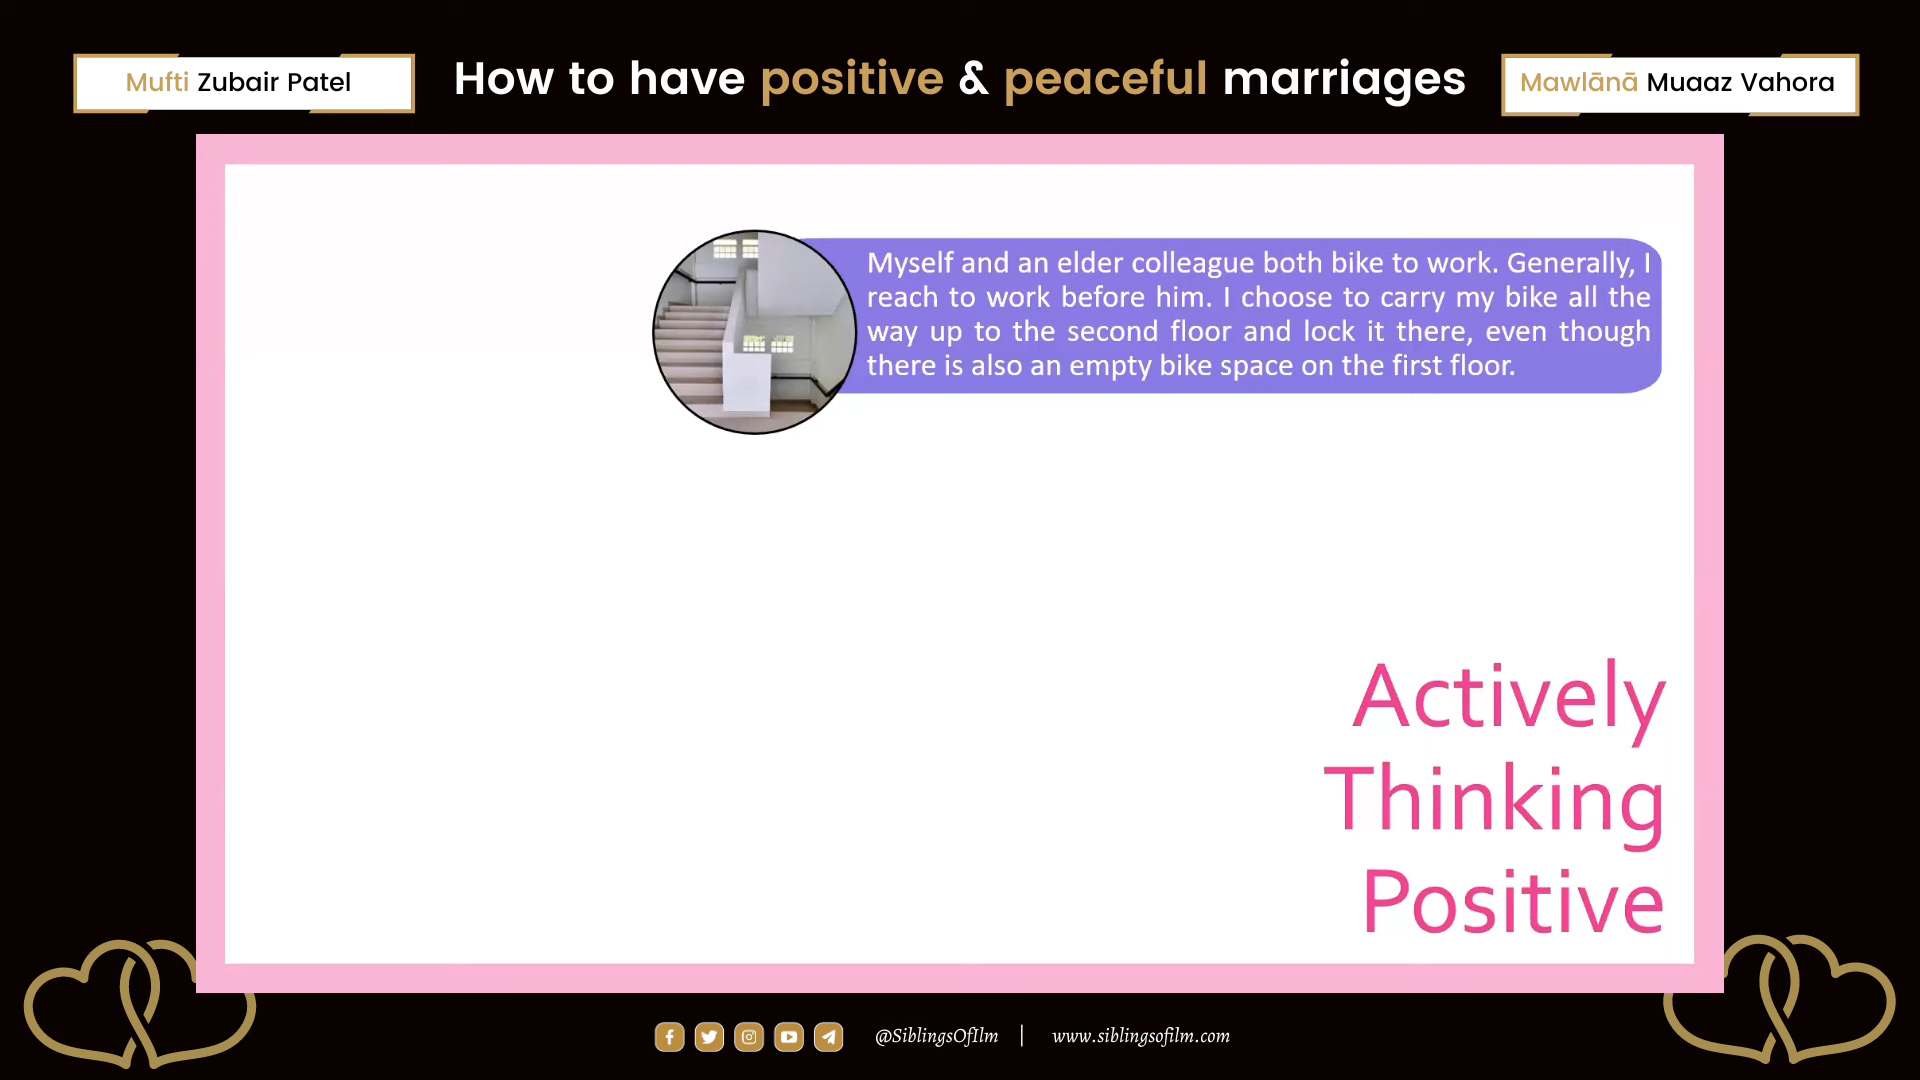 Mufti Zubair Patel
How to have positive & peaceful marriages
Mawlānā Muaaz Vahora
Myself and an elder colleague both bike to work. Generally, I
reach to work before him. I choose to carry my bike all the
way up to the second floor and lock it there, even though
there is also an empty bike space on the first floor.
Actively
Thinking
Positive
@SiblingsOfIlm | www.siblingsofilm.com